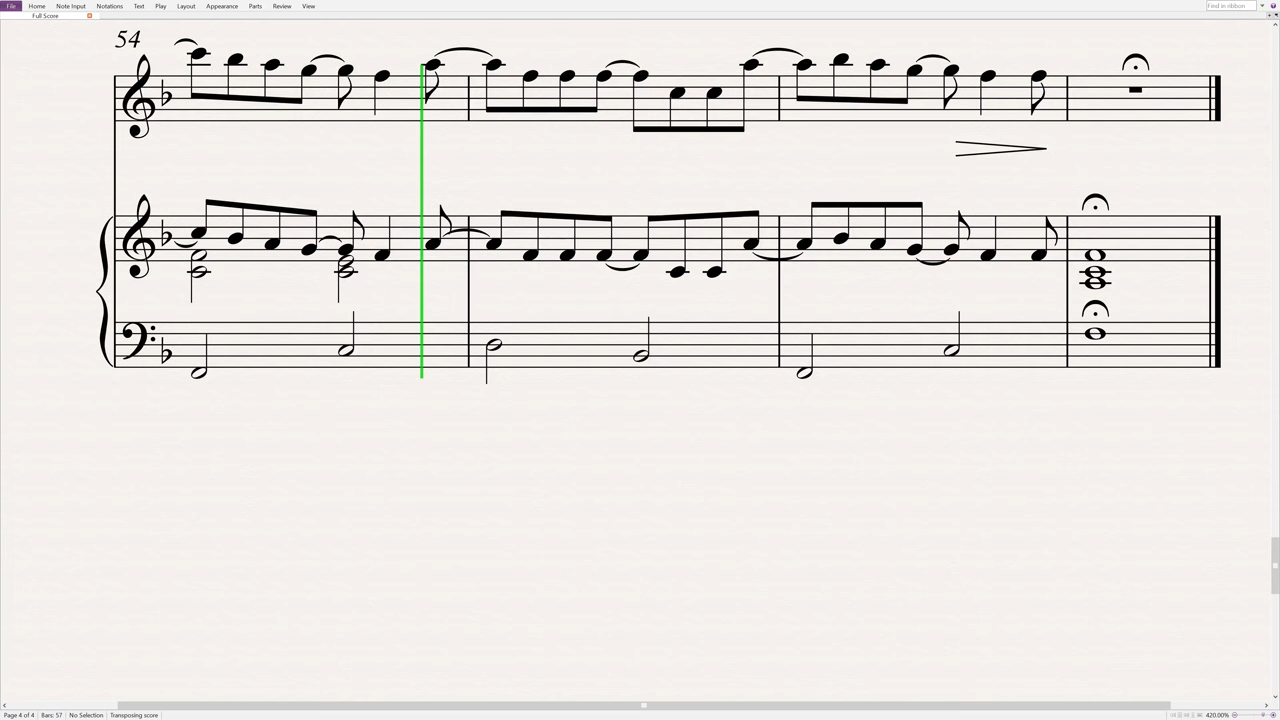 File Home Note Input Notations Text Play Layout Appearance Parts Review View Find in ribbon
Full Score
54
Page 4 of 4 Bars: 57 No Selection Transposing score 420.00%